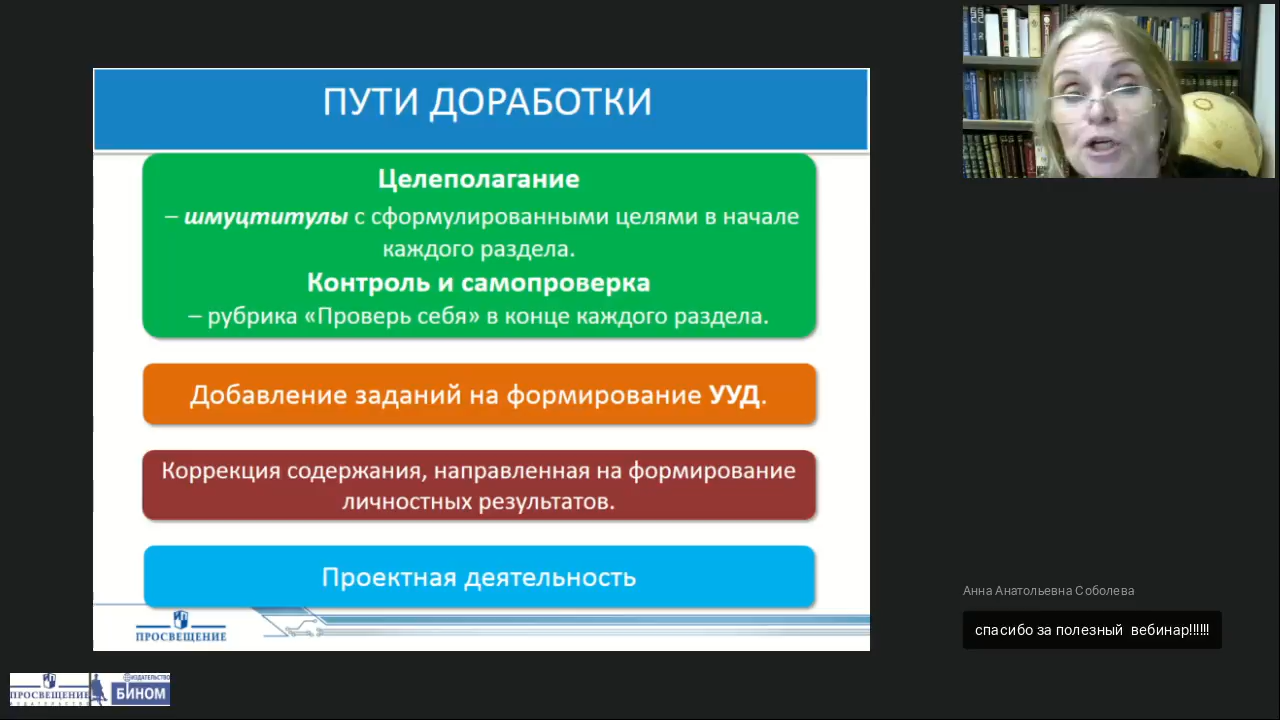 ПУТИ ДОРАБОТКИ
Целеполагание
– шмуцтитулы с сформулированными целями в начале
каждого раздела.
Контроль и самопроверка
– рубрика «Проверь себя» в конце каждого раздела.
Добавление заданий на формирование УУД.
Коррекция содержания, направленная на формирование
личностных результатов.
Проектная деятельность
ПРОСВЕЩЕНИЕ
Анна Анатольевна Соболева
спасибо за полезный  вебинар!!!!!!
ПРОСВЕЩЕНИЕ
ИЗДАТЕЛЬСТВО
ИЗДАТЕЛЬСТВО
БИНОМ